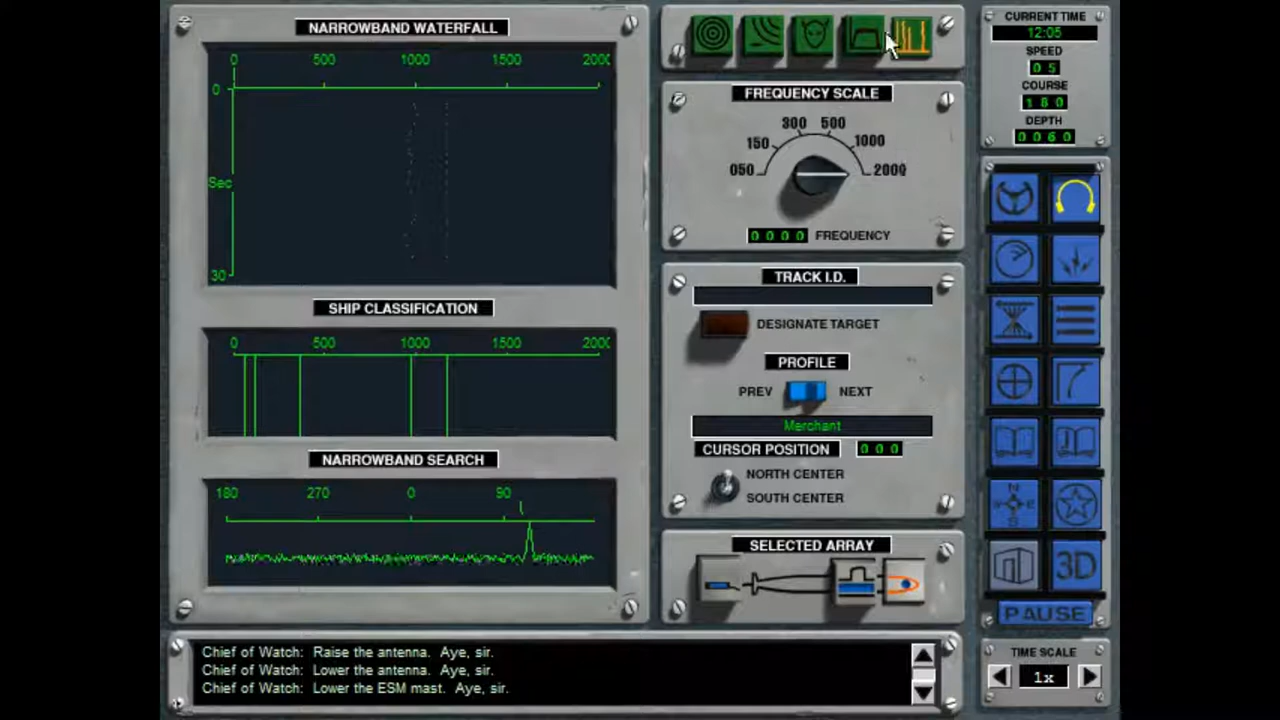 NARROWBAND WATERFALL
0 500 1000 1500 2000
0
Sec
30
SHIP CLASSIFICATION
0 500 1000 1500 2000
NARROWBAND SEARCH
180 270 0 90
FREQUENCY SCALE
050 150 300 500 1000 2000
0000 FREQUENCY
TRACK I.D.
DESIGNATE TARGET
PROFILE
PREV NEXT
Merchant
CURSOR POSITION 000
NORTH CENTER
SOUTH CENTER
SELECTED ARRAY
Chief of Watch: Raise the antenna. Aye, sir.
Chief of Watch: Lower the antenna. Aye, sir.
Chief of Watch: Lower the ESM mast. Aye, sir.
CURRENT TIME
12:05
SPEED
05
COURSE
180
DEPTH
0060
J
N
W E
S
3D
PAUSE
TIME SCALE
1x